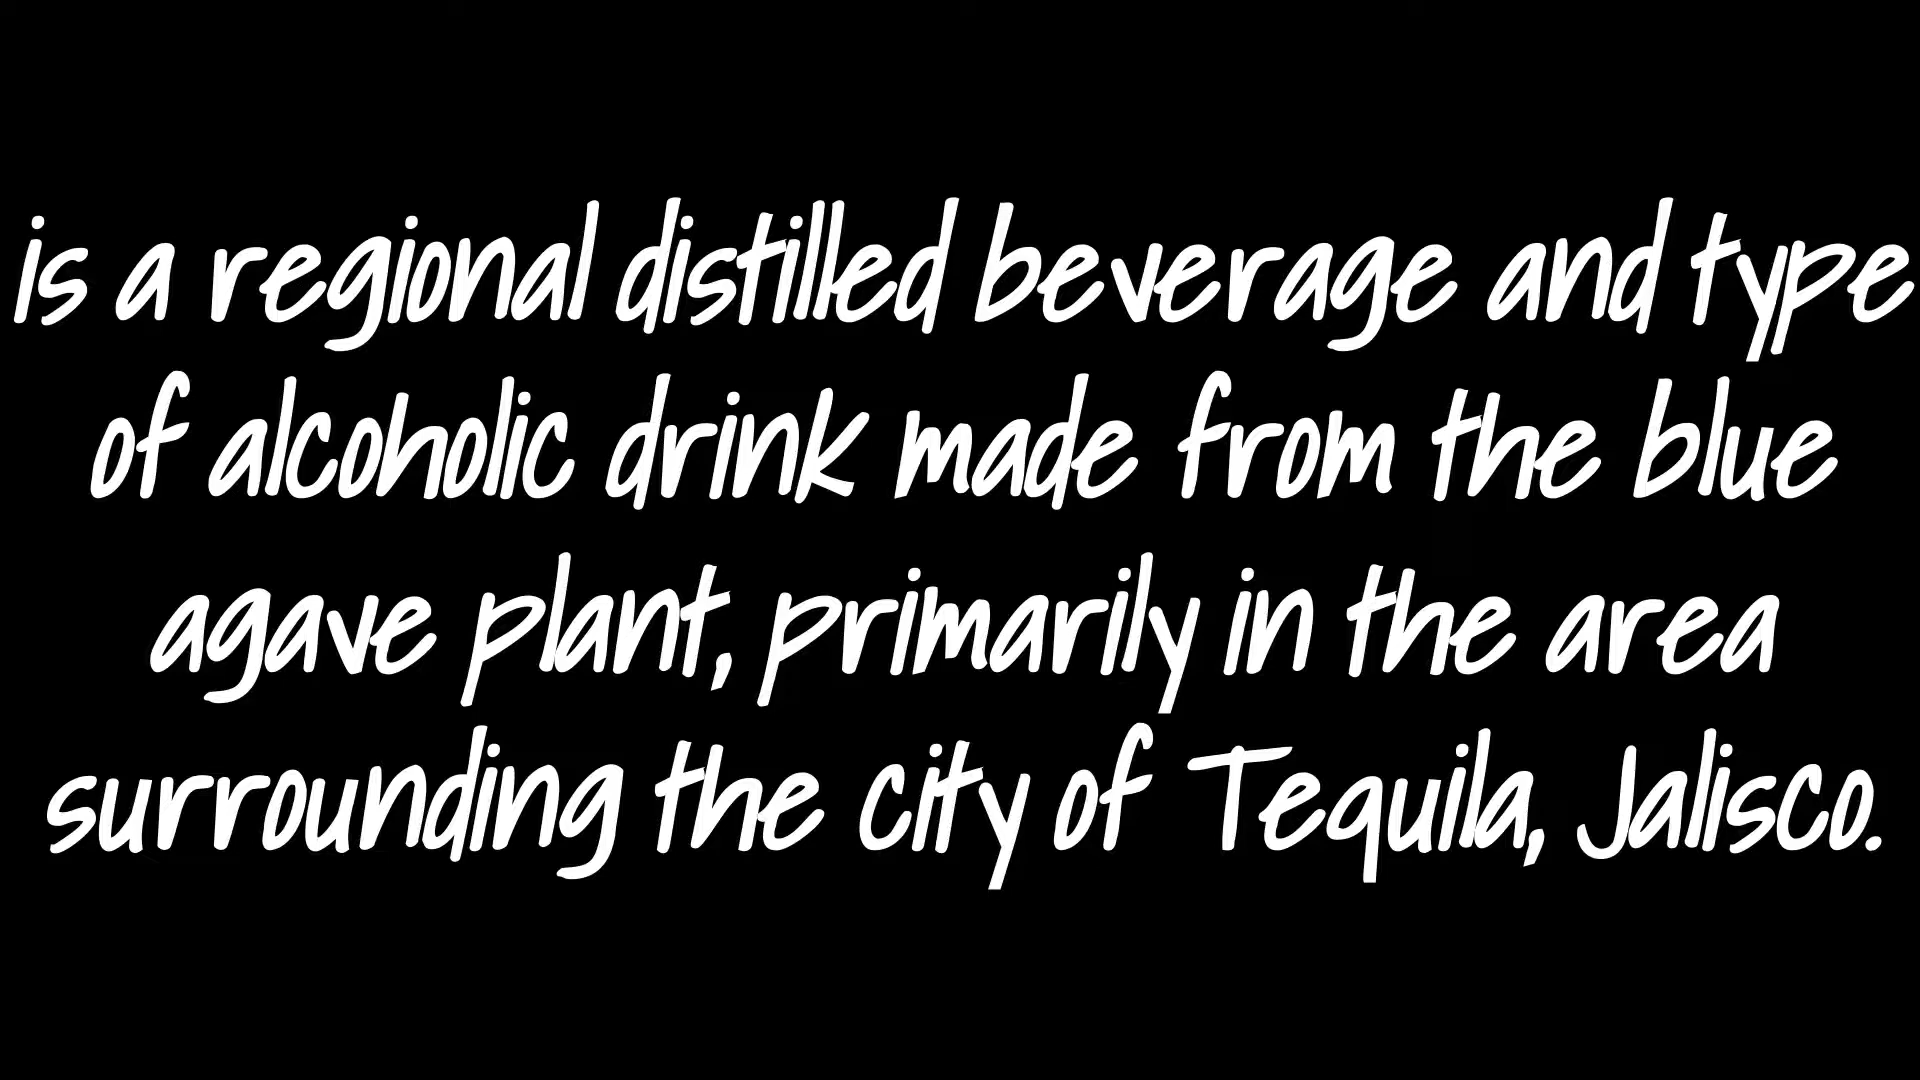 is a regional distilled beverage and type
of alcoholic drink made from the blue
agave plant, primarily in the area
surrounding the city of Tequila, Jalisco.